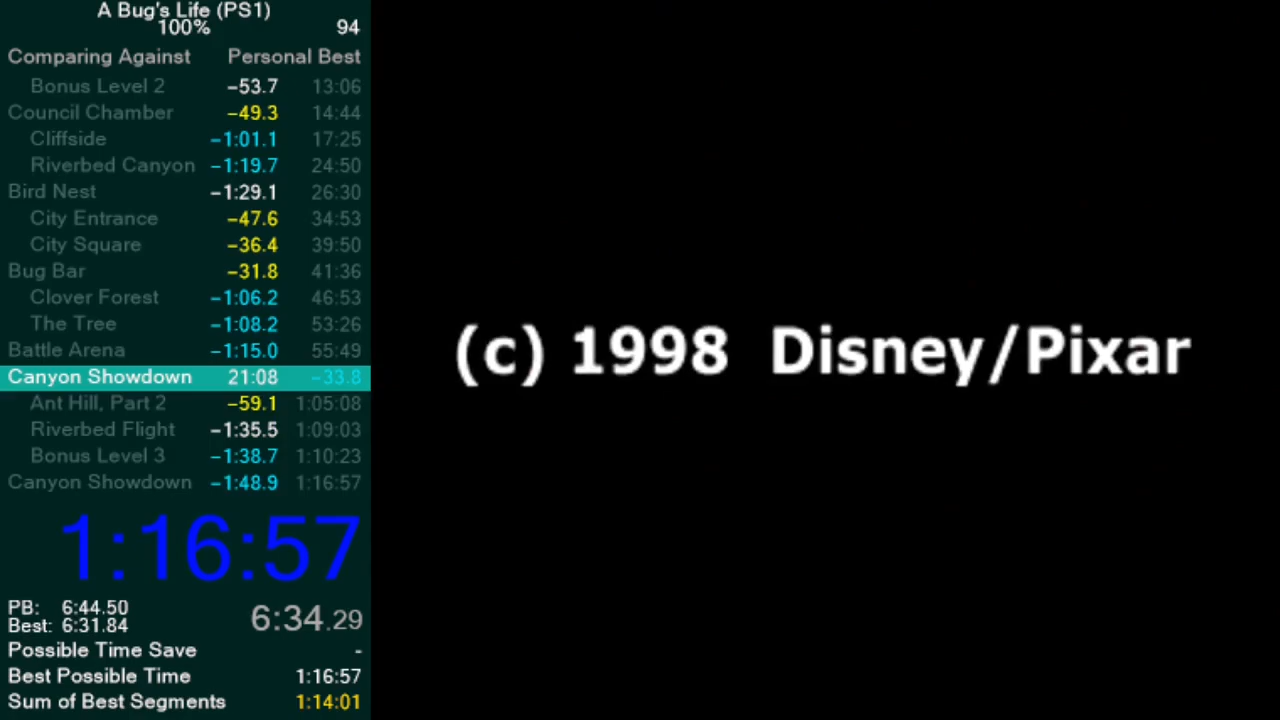 A Bug's Life (PS1)
100% 94
Comparing Against Personal Best
Bonus Level 2 −53.7 13:06
Council Chamber −49.3 14:44
Cliffside −1:01.1 17:25
Riverbed Canyon −1:19.7 24:50
Bird Nest −1:29.1 26:30
City Entrance −47.6 34:53
City Square −36.4 39:50
Bug Bar −31.8 41:36
Clover Forest −1:06.2 46:53
The Tree −1:08.2 53:26
Battle Arena −1:15.0 55:49
Canyon Showdown 21:08 −33.8
Ant Hill, Part 2 −59.1 1:05:08
Riverbed Flight −1:35.5 1:09:03
Bonus Level 3 −1:38.7 1:10:23
Canyon Showdown −1:48.9 1:16:57
1:16:57
PB: 6:44.50
Best: 6:31.84
6:34.29
Possible Time Save -
Best Possible Time 1:16:57
Sum of Best Segments 1:14:01
(c) 1998 Disney/Pixar